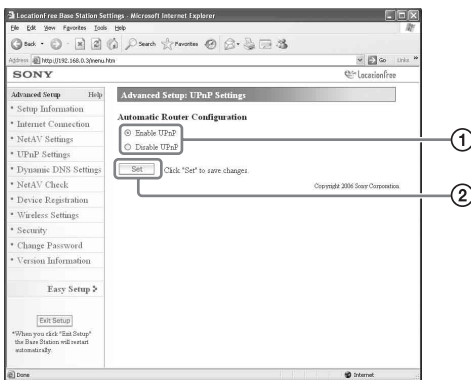 LocationFree Base Station Settings - Microsoft Internet Explorer
File Edit View Favorites Tools Help
Back Search Favorites
Address http://192.168.0.3/menu.htm Go Links »
SONY LocationFree
Advanced Setup Help
Advanced Setup: UPnP Settings
* Setup Information
* Internet Connection
* NetAV Settings
* UPnP Settings
* Dynamic DNS Settings
* NetAV Check
* Device Registration
* Wireless Settings
* Security
* Change Password
* Version Information
Easy Setup >
Exit Setup
*When you click "Exit Setup"
the Base Station will restart
automatically.
Automatic Router Configuration
Enable UPnP
Disable UPnP
1
Set Click "Set" to save changes.
2
Copyright 2006 Sony Corporation
Done Internet